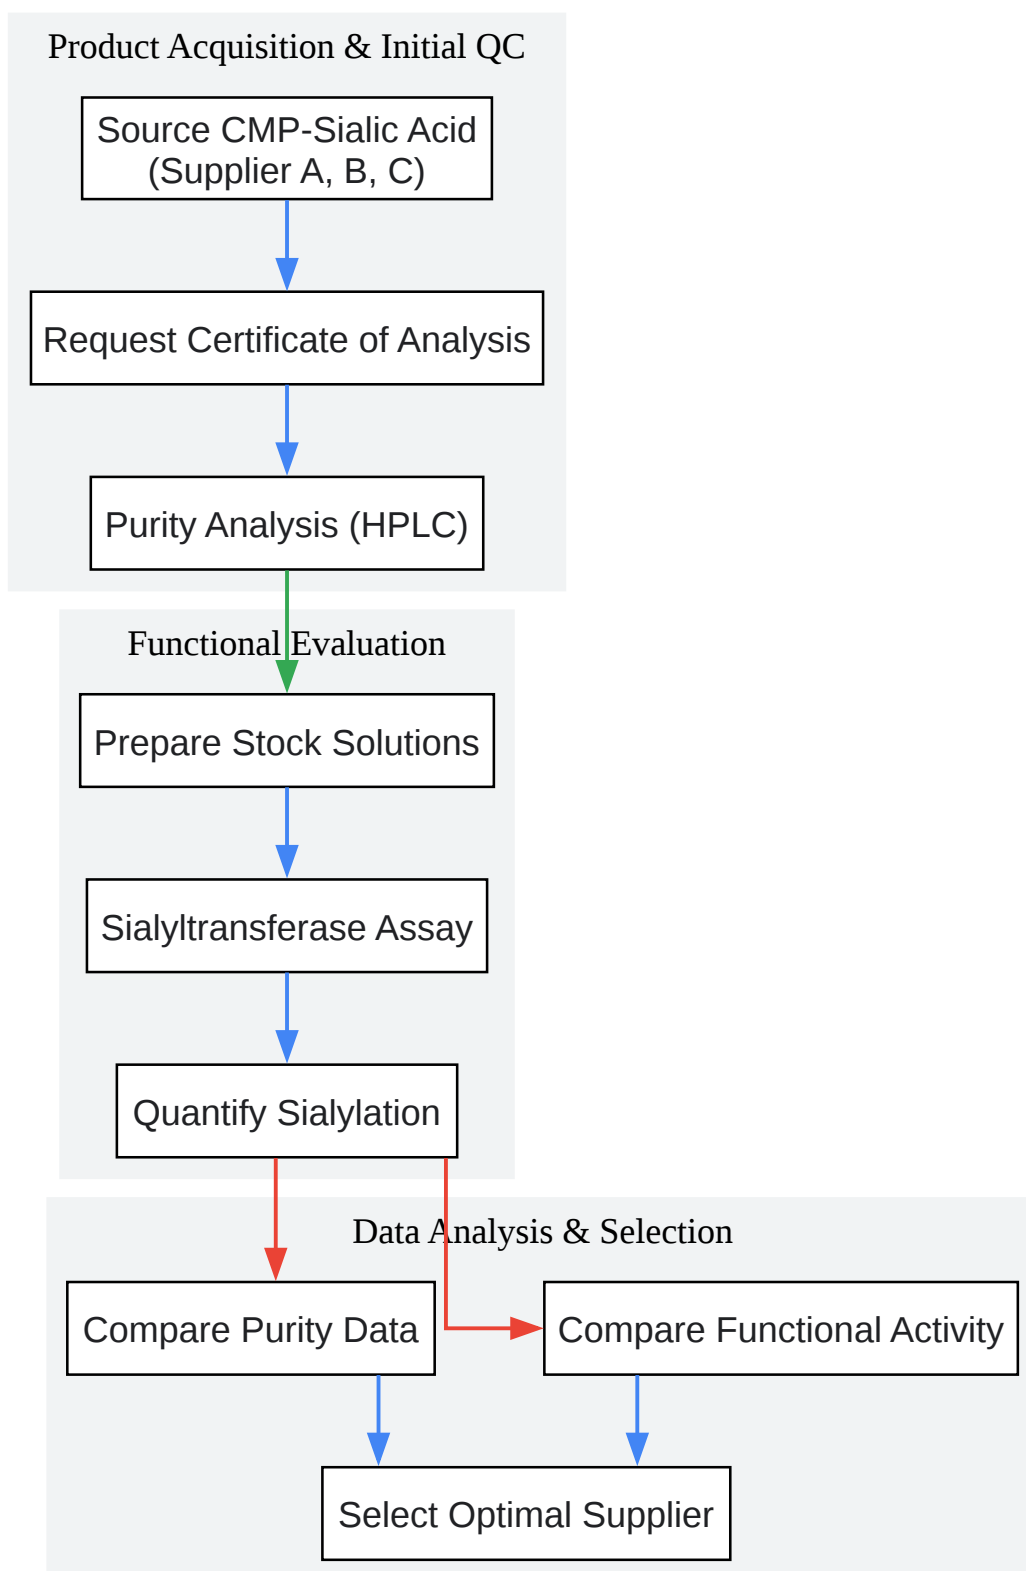 Product Acquisition & Initial QC
Source CMP-Sialic Acid
(Supplier A, B, C)
Request Certificate of Analysis
Purity Analysis (HPLC)
Functional Evaluation
Prepare Stock Solutions
Sialyltransferase Assay
Quantify Sialylation
Data Analysis & Selection
Compare Purity Data
Compare Functional Activity
Select Optimal Supplier